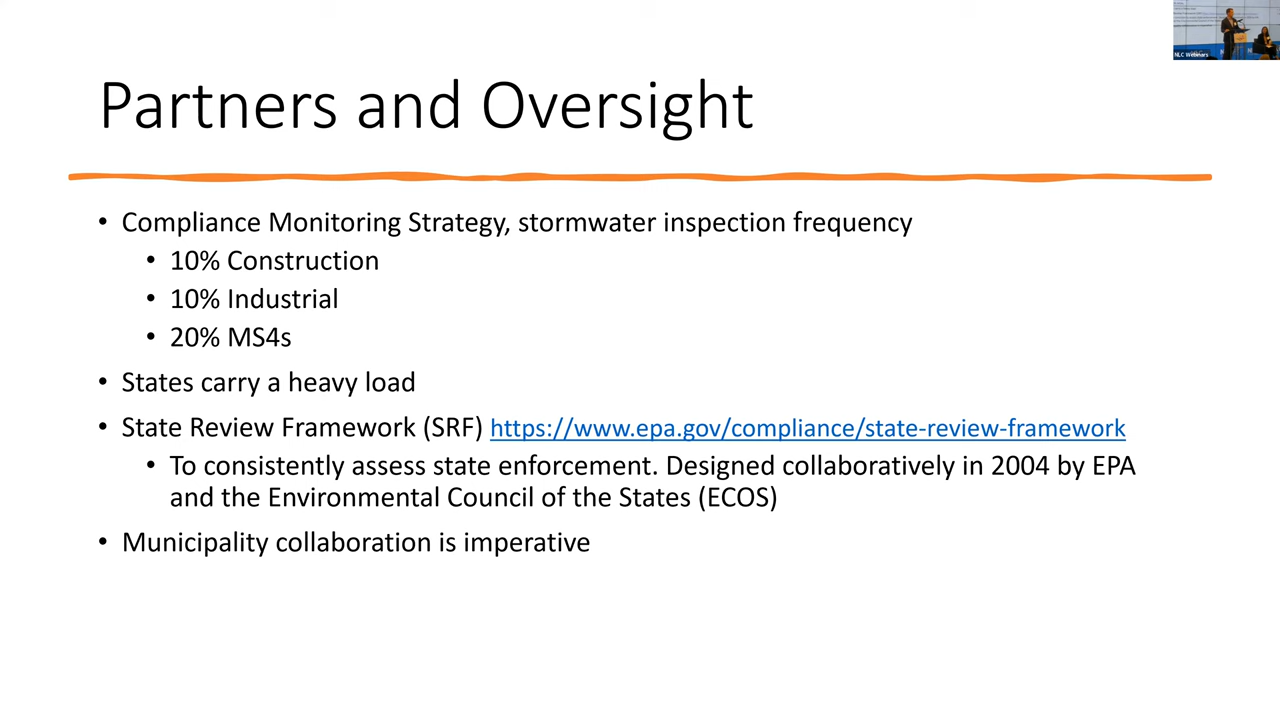 NLC Webinars
Partners and Oversight
• Compliance Monitoring Strategy, stormwater inspection frequency
• 10% Construction
• 10% Industrial
• 20% MS4s
• States carry a heavy load
• State Review Framework (SRF) https://www.epa.gov/compliance/state-review-framework
• To consistently assess state enforcement. Designed collaboratively in 2004 by EPA
and the Environmental Council of the States (ECOS)
• Municipality collaboration is imperative